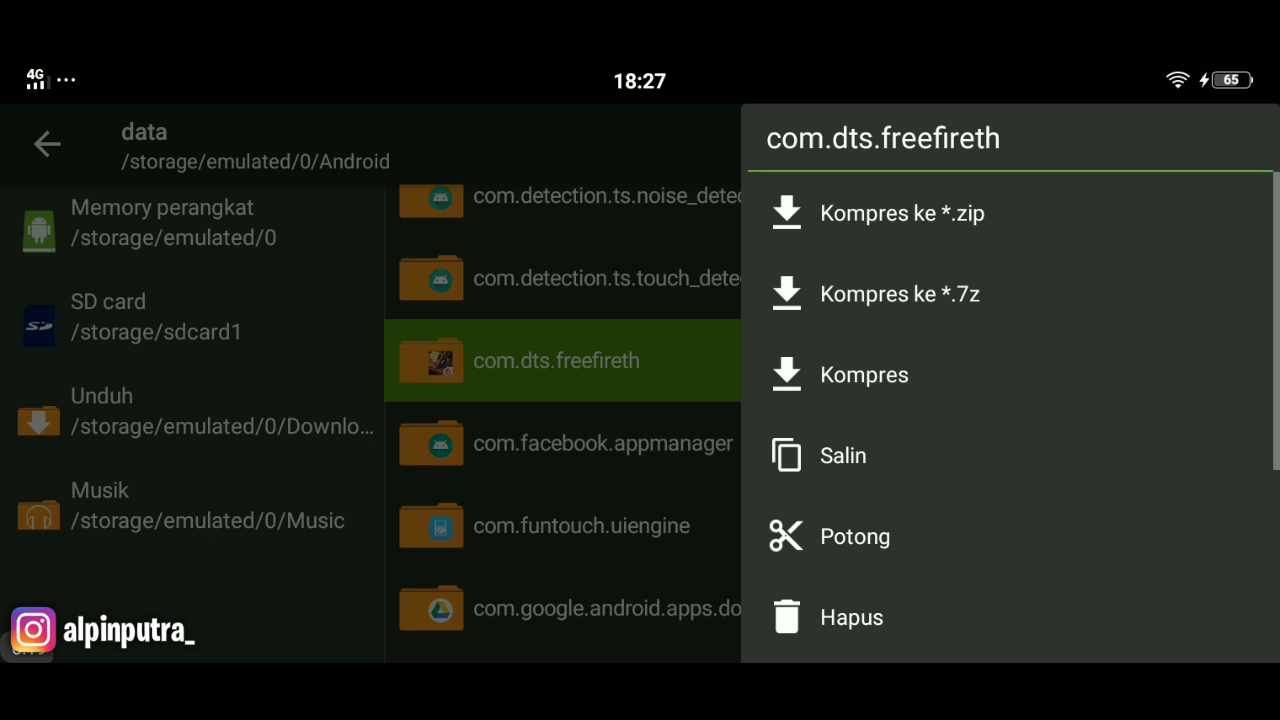 4G
18:27
65
data
/storage/emulated/0/Android
Memory perangkat
/storage/emulated/0
SD card
/storage/sdcard1
Unduh
/storage/emulated/0/Downlo...
Musik
/storage/emulated/0/Music
alpinputra_
com.detection.ts.noise_detec
com.detection.ts.touch_dete
com.dts.freefireth
com.facebook.appmanager
com.funtouch.uiengine
com.google.android.apps.do
com.dts.freefireth
Kompres ke *.zip
Kompres ke *.7z
Kompres
Salin
Potong
Hapus